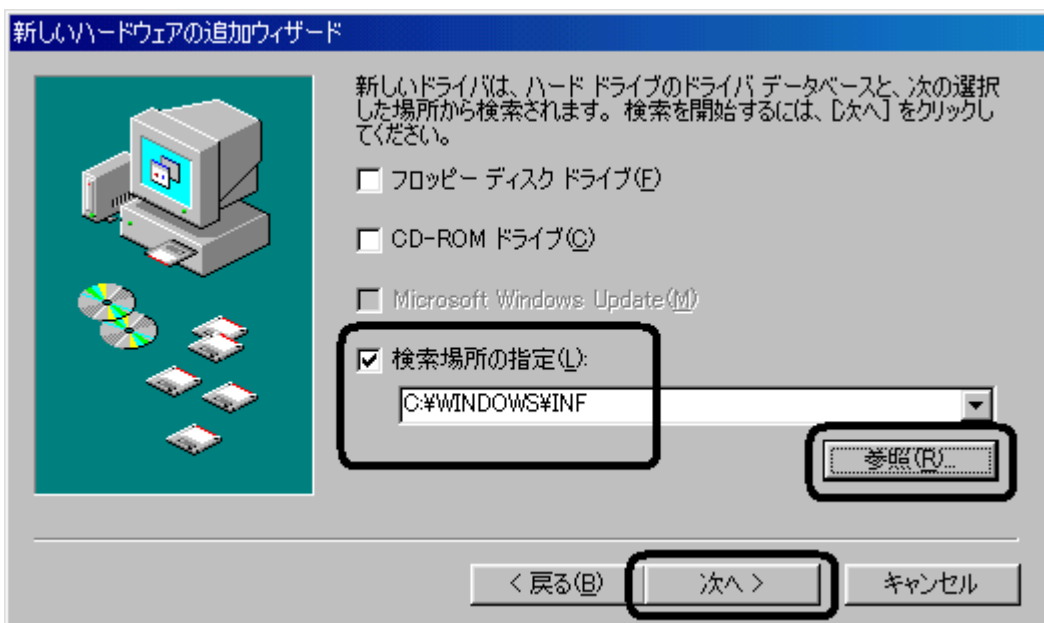 新しいハードウェアの追加ウィザード
新しいドライバは、ハード ドライブのドライバ データベースと、次の選択
した場所から検索されます。検索を開始するには、[次へ] をクリックし
てください。
フロッピー ディスク ドライブ(F)
CD-ROM ドライブ(C)
Microsoft Windows Update(M)
検索場所の指定(L):
C:¥WINDOWS¥INF
参照(R)...
< 戻る(B)
次へ >
キャンセル